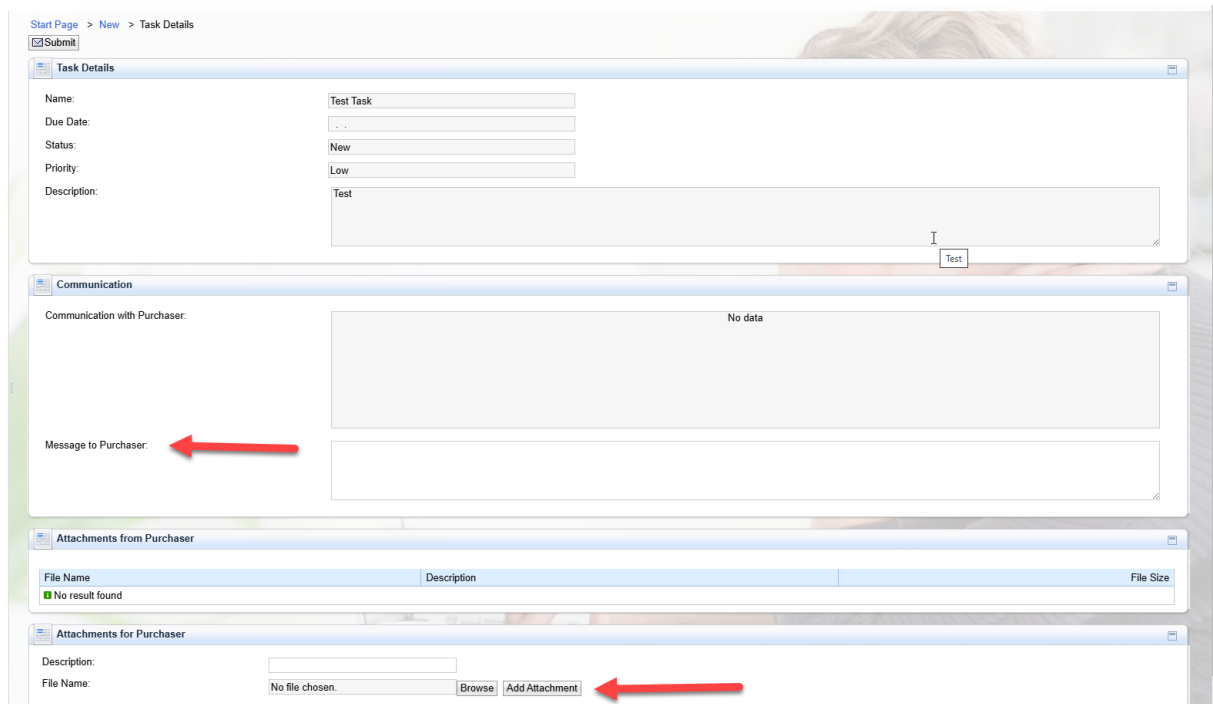 Start Page > New > Task Details
Submit
Task Details
Name: Test Task
Due Date: . .
Status: New
Priority: Low
Description: Test
Test
Communication
Communication with Purchaser: No data
Message to Purchaser:
Attachments from Purchaser
File Name Description File Size
No result found
Attachments for Purchaser
Description:
File Name: No file chosen. Browse Add Attachment